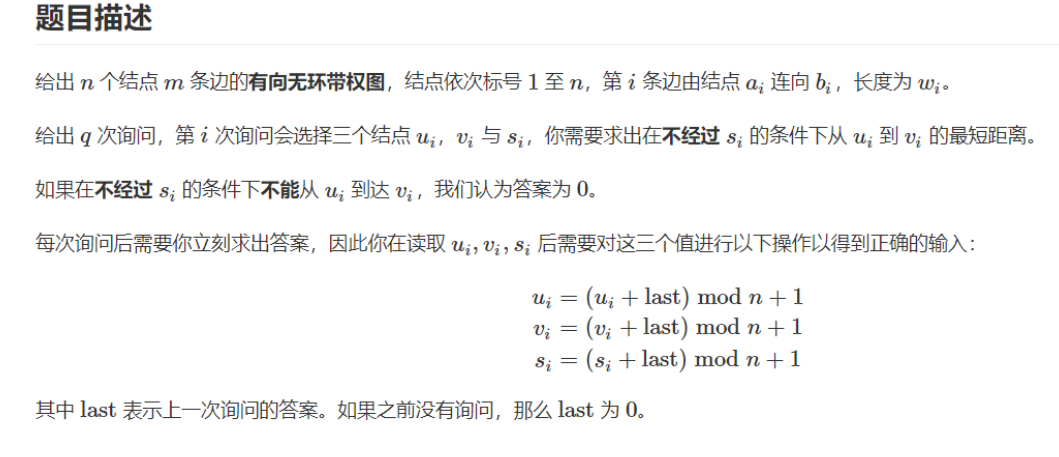 题目描述
给出 n 个结点 m 条边的有向无环带权图，结点依次标号 1 至 n，第 i 条边由结点 a_i 连向 b_i，长度为 w_i。
给出 q 次询问，第 i 次询问会选择三个结点 u_i，v_i 与 s_i，你需要求出在不经过 s_i 的条件下从 u_i 到 v_i 的最短距离。
如果在不经过 s_i 的条件下不能从 u_i 到达 v_i，我们认为答案为 0。
每次询问后需要你立刻求出答案，因此你在读取 u_i, v_i, s_i 后需要对这三个值进行以下操作以得到正确的输入：
u_i = (u_i + last) mod n + 1
v_i = (v_i + last) mod n + 1
s_i = (s_i + last) mod n + 1
其中 last 表示上一次询问的答案。如果之前没有询问，那么 last 为 0。